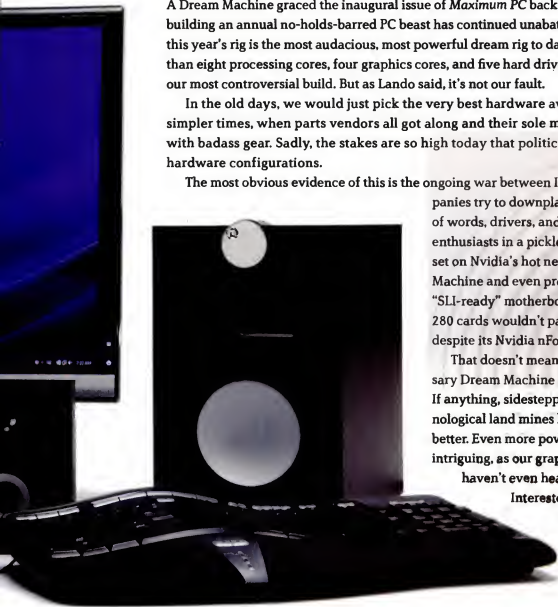 A Dream Machine graced the inaugural issue of Maximum PC back
building an annual no-holds-barred PC beast has continued unabat
this year's rig is the most audacious, most powerful dream rig to da
than eight processing cores, four graphics cores, and five hard driv
our most controversial build. But as Lando said, it's not our fault.
In the old days, we would just pick the very best hardware av
simpler times, when parts vendors all got along and their sole m
with badass gear. Sadly, the stakes are so high today that politic
hardware configurations.
The most obvious evidence of this is the ongoing war between I
panies try to downpla
of words, drivers, and
enthusiasts in a pickle
set on Nvidia's hot ne
Machine and even pr
"SLI-ready" motherbo
280 cards wouldn't pa
despite its Nvidia nFo
That doesn't mean
sary Dream Machine
If anything, sidestepp
nological land mines
better. Even more pow
intriguing, as our grap
haven't even hea
Intereste